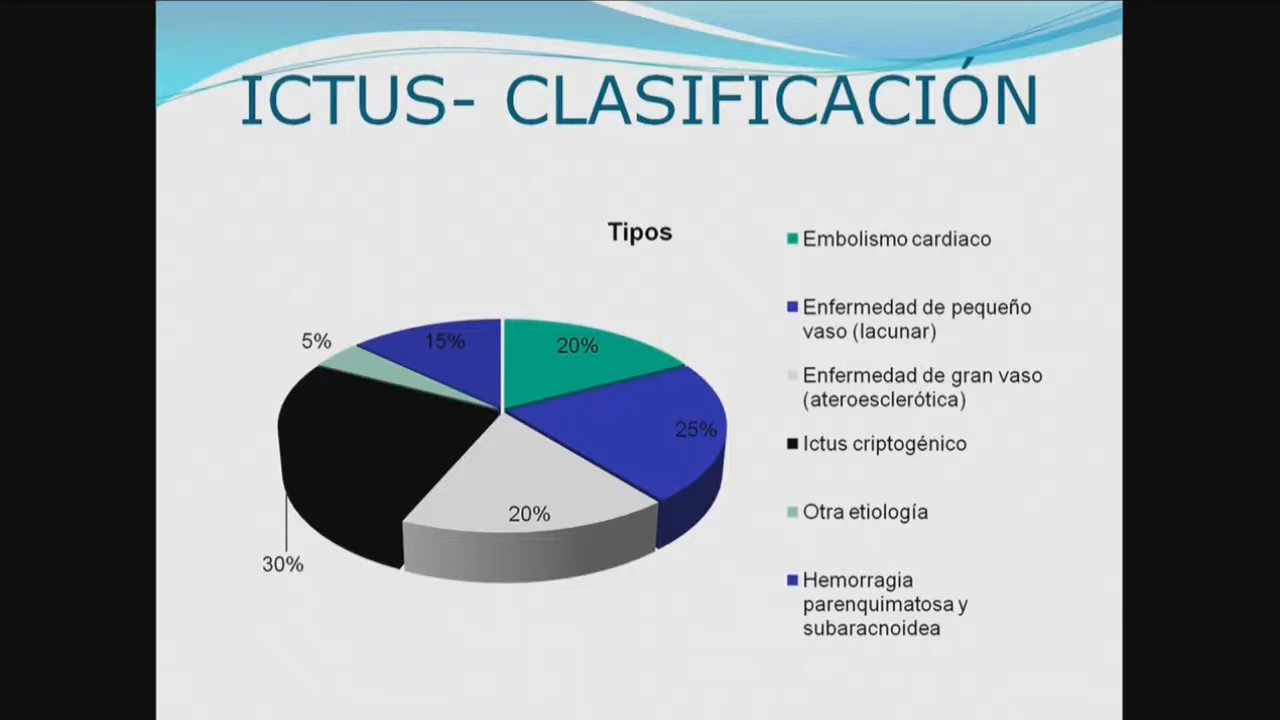 ICTUS- CLASIFICACIÓN
Tipos
5%
15%
20%
25%
20%
30%
Embolismo cardiaco
Enfermedad de pequeño
vaso (lacunar)
Enfermedad de gran vaso
(ateroesclerótica)
Ictus criptogénico
Otra etiología
Hemorragia
parenquimatosa y
subaracnoidea